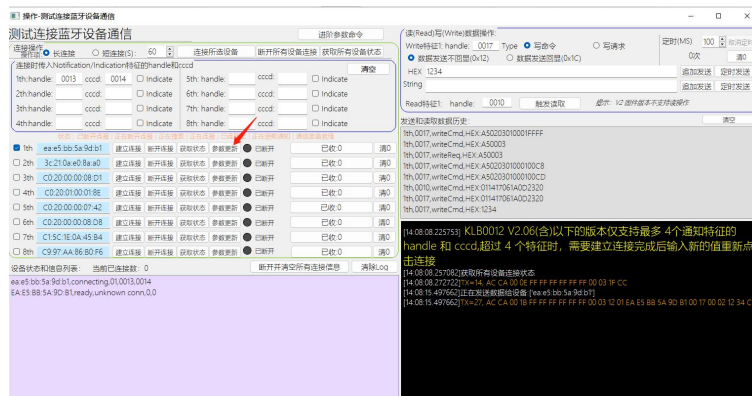 操作-测试连接蓝牙设备通信
测试连接蓝牙设备通信 进阶参数命令
连接操作
操作项 长连接 短连接(S): 60 连接所选设备 断开所有设备连接 获取所有设备状态
连接时传入Notification/Indication特征的handle和cccd 清空
1th:handle: 0013 cccd: 0014 Indicate 5th: handle: cccd: Indicate
2th:handle: cccd: Indicate 6th: handle: cccd: Indicate
3th:handle: cccd: Indicate 7th: handle: cccd: Indicate
4th:handle: cccd: Indicate 8th: handle: cccd: Indicate
1th ea:e5:bb:5a:9d:b1 建立连接 断开连接 获取状态 参数更新 已断开 已收:0 清0
2th 3c:21:0a:e0:8a:a0 建立连接 断开连接 获取状态 参数更新 已断开 已收:0 清0
3th C0:20:00:00:08:D1 建立连接 断开连接 获取状态 参数更新 已断开 已收:0 清0
4th C0:20:01:00:01:8E 建立连接 断开连接 获取状态 参数更新 已断开 已收:0 清0
5th C0:20:00:00:07:42 建立连接 断开连接 获取状态 参数更新 已断开 已收:0 清0
6th C0:20:00:00:08:D8 建立连接 断开连接 获取状态 参数更新 已断开 已收:0 清0
7th C1:5C:1E:0A:45:B4 建立连接 断开连接 获取状态 参数更新 已断开 已收:0 清0
8th C9:97:AA:86:B0:F6 建立连接 断开连接 获取状态 参数更新 已断开 已收:0 清0
设备状态和信息列表: 当前已连接数: 0 断开并清空所有连接信息 清除Log
ea:e5:bb:5a:9d:b1,connecting,01,0013,0014
EA:E5:BB:5A:9D:B1,ready,unknown conn,0,0
读(Read)写(Write)数据操作:
Write特征1: handle: 0017 Type 写命令 写请求 定时(MS) 100 取消定时
数据发送不回显(0x12) 数据发送回显(0x1C) 0次 清0
HEX 1234 追加发送 定时发送
String 追加发送 定时发送
Read特征1: handle: 0010 触发读取 提示: V2 固件版本不支持读操作
发送和读取数据历史: 清空
1th,0017,writeCmd,HEX:A50203010001FFFF
1th,0017,writeCmd,HEX:A50003
1th,0017,writeReq,HEX:A50003
1th,0017,writeCmd,HEX:A5020301000100C8
1th,0017,writeCmd,HEX:A5020301000100CD
1th,0010,writeCmd,HEX:011417061A0D2320
1th,0017,writeCmd,HEX:011417061A0D2320
1th,0017,writeCmd,HEX:1234
[14:08:08.225753] KLB0012 V2.06(含)以下的版本仅支持最多 4个通知特征的
handle 和 cccd,超过 4 个特征时，需要建立连接完成后输入新的值重新点
击连接
[14:08:08.257082]获取所有设备连接状态
[14:08:08.272722]TX=14, AC CA 00 0E FF FF FF FF FF FF 00 03 1F CC
[14:08:15.497662]正在发送数据给设备:['ea:e5:bb:5a:9d:b1']
[14:08:15.497662]TX=27, AC CA 00 1B FF FF FF FF FF FF 00 03 12 01 EA E5 BB 5A 9D B1 00 17 00 02 12 34 C